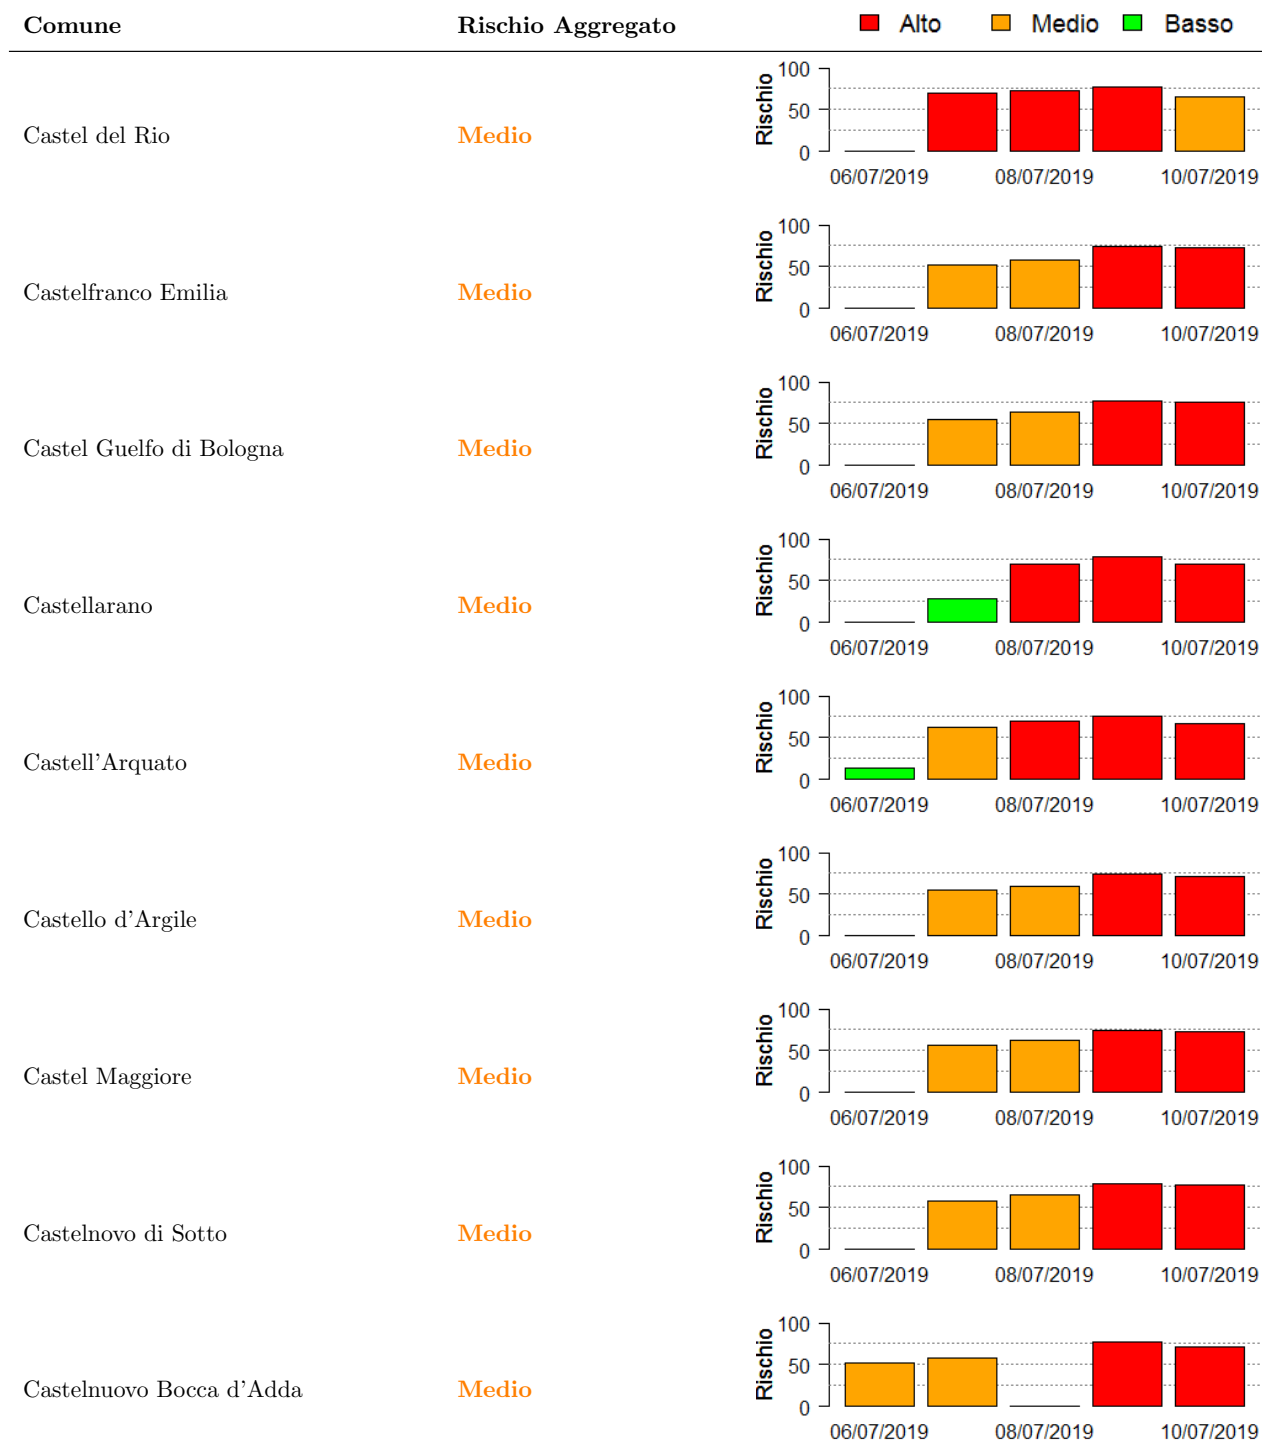 Comune Rischio Aggregato Alto Medio Basso
Castel del Rio Medio Rischio 100 50 0
06/07/2019 08/07/2019 10/07/2019
Castelfranco Emilia Medio Rischio 100 50 0
06/07/2019 08/07/2019 10/07/2019
Castel Guelfo di Bologna Medio Rischio 100 50 0
06/07/2019 08/07/2019 10/07/2019
Castellarano Medio Rischio 100 50 0
06/07/2019 08/07/2019 10/07/2019
Castell'Arquato Medio Rischio 100 50 0
06/07/2019 08/07/2019 10/07/2019
Castello d'Argile Medio Rischio 100 50 0
06/07/2019 08/07/2019 10/07/2019
Castel Maggiore Medio Rischio 100 50 0
06/07/2019 08/07/2019 10/07/2019
Castelnovo di Sotto Medio Rischio 100 50 0
06/07/2019 08/07/2019 10/07/2019
Castelnuovo Bocca d'Adda Medio Rischio 100 50 0
06/07/2019 08/07/2019 10/07/2019